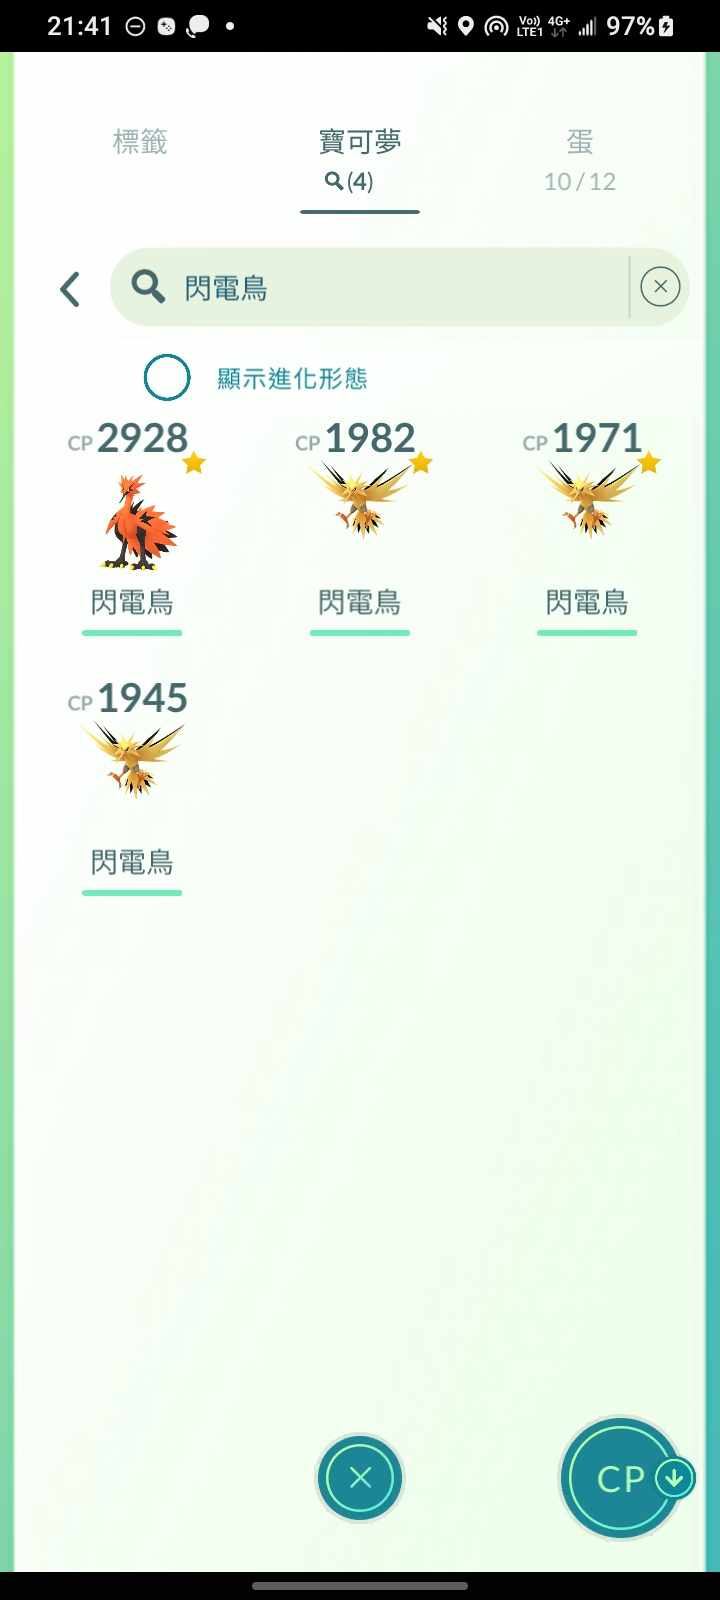 21:41
Vo)) LTE1 4G+ 97%
標籤
寶可夢
蛋
(4)
10 / 12
閃電鳥
顯示進化形態
CP 2928
CP 1982
CP 1971
閃電鳥
閃電鳥
閃電鳥
CP 1945
閃電鳥
CP